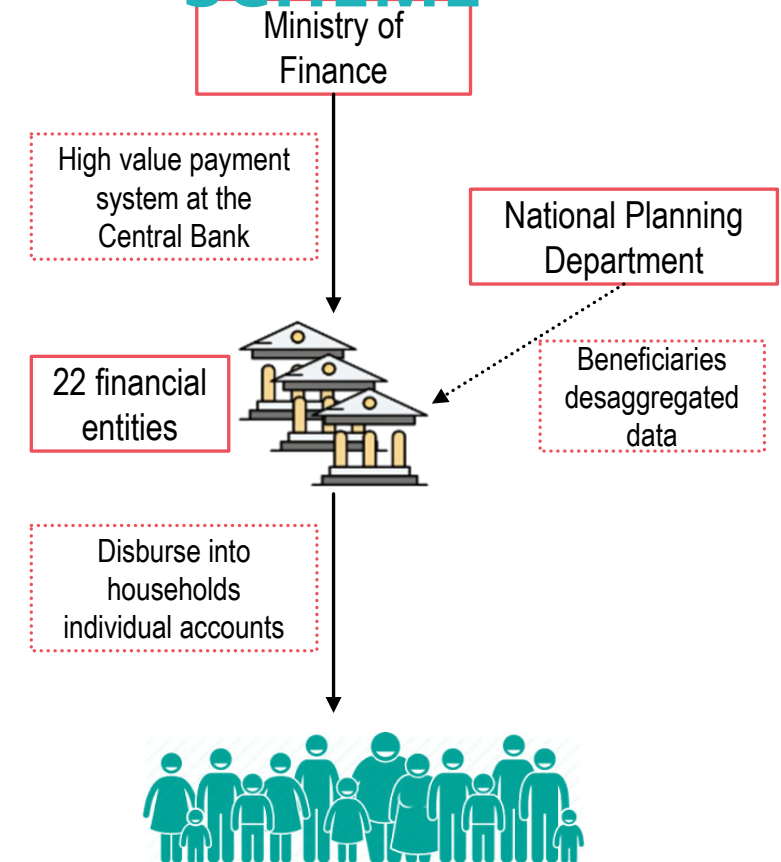 SCHEME
Ministry of
Finance
High value payment
system at the
Central Bank
National Planning
Department
22 financial
entities
Beneficiaries
desaggregated
data
Disburse into
households
individual accounts